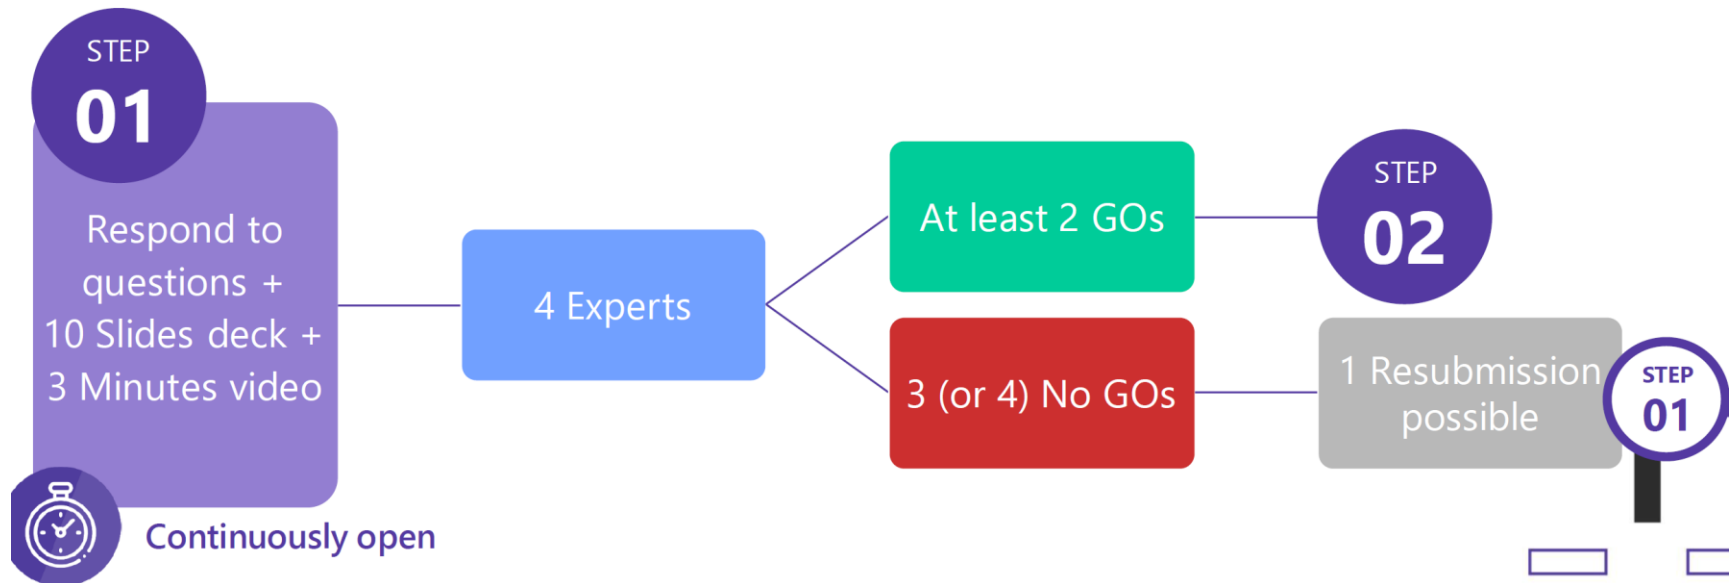 STEP
01
Respond to
questions +
10 Slides deck +
3 Minutes video
Continuously open
4 Experts
At least 2 GOs
STEP
02
3 (or 4) No GOs
1 Resubmission
possible
STEP
01